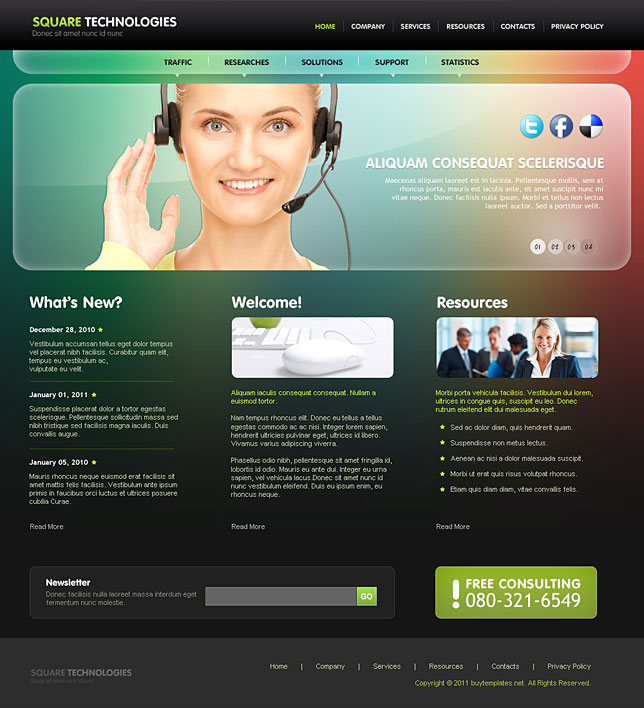 SQUARE TECHNOLOGIES
Donec sit amet nunc id nunc
HOME COMPANY SERVICES RESOURCES CONTACTS PRIVACY POLICY
TRAFFIC RESEARCHES SOLUTIONS SUPPORT STATISTICS
ALIQUAM CONSEQUAT SCELERISQUE
Maecenas aliquam laoreet est in lacinia. Pellentesque mollis, sem at
rhoncus porta, mauris est iaculis ante, sit amet suscipit nunc mi
vitae neque. Donec facilisis nulla ipsum. Morbi et tellus non lectus
laoreet auctor. Sed a porttitor velit.
01 02 03 04
What's New?
December 28, 2010
Vestibulum accumsan tellus eget dolor tempus
vel placerat nibh facilisis. Curabitur quam elit,
tempus eu vestibulum ac,
vulputate eu velit.
January 01, 2011
Suspendisse placerat dolor a tortor egestas
scelerisque. Pellentesque sollicitudin massa sed
nibh tristique sed facilisis magna iaculis. Duis
convallis augue.
January 05, 2010
Mauris rhoncus neque euismod erat facilisis sit
amet mattis felis facilisis. Vestibulum ante ipsum
primis in faucibus orci luctus et ultrices posuere
cubilia Curae.
Read More
Welcome!
Aliquam iaculis consequat consequat. Nullam a
euismod tortor.
Nam tempus rhoncus elit. Donec eu tellus a tellus
egestas commodo ac ac nisi. Integer lorem sapien,
hendrerit ultricies pulvinar eget, ultrices id libero.
Vivamus varius adipiscing viverra.
Phasellus odio nibh, pellentesque sit amet fringilla id,
lobortis id odio. Mauris eu ante dui. Integer eu urna
sapien, vel vehicula lacus.Donec sit amet nunc id
nunc vestibulum eleifend. Duis eu ipsum enim, eu
rhoncus neque.
Read More
Resources
Morbi porta vehicula facilisis. Vestibulum dui lorem,
ultrices in congue quis, suscipit eu leo. Donec
rutrum eleifend elit dui malesuada eget.
Sed ac dolor diam, quis hendrerit quam.
Suspendisse non metus lectus.
Aenean ac nisi a dolor malesuada suscipit.
Morbi ut erat quis risus volutpat rhoncus.
Etiam quis diam diam, vitae convallis felis.
Read More
Newsletter
Donec facilisis nulla laoreet massa interdum eget
fermentum nunc molestie.
GO
! FREE CONSULTING
080-321-6549
SQUARE TECHNOLOGIES
Donec sit amet nunc id nunc
Home | Company | Services | Resources | Contacts | Privacy Policy
Copyright © 2011 buytemplates.net. All Rights Reserved.